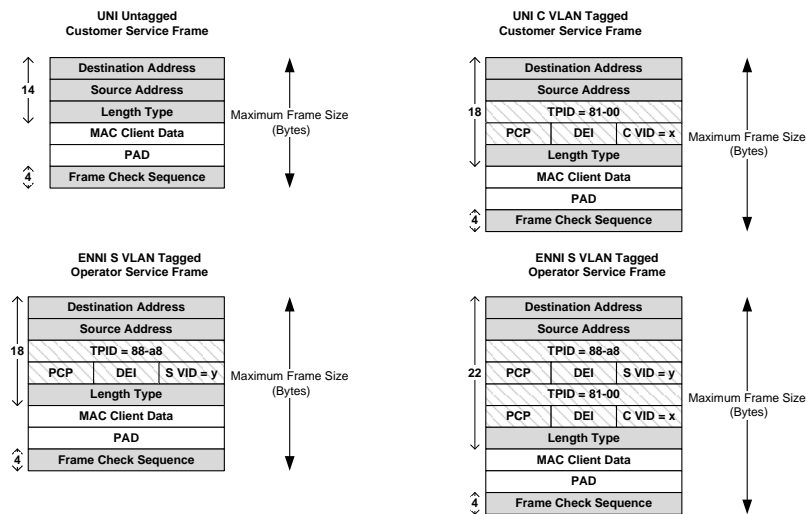 UNI Untagged
Customer Service Frame
Destination Address
Source Address
Length Type
MAC Client Data
PAD
Frame Check Sequence
14
4
Maximum Frame Size
(Bytes)
UNI C VLAN Tagged
Customer Service Frame
Destination Address
Source Address
TPID = 81-00
PCP DEI C VID = x
Length Type
MAC Client Data
PAD
Frame Check Sequence
18
4
Maximum Frame Size
(Bytes)
ENNI S VLAN Tagged
Operator Service Frame
Destination Address
Source Address
TPID = 88-a8
PCP DEI S VID = y
Length Type
MAC Client Data
PAD
Frame Check Sequence
18
4
Maximum Frame Size
(Bytes)
ENNI S VLAN Tagged
Operator Service Frame
Destination Address
Source Address
TPID = 88-a8
PCP DEI S VID = y
TPID = 81-00
PCP DEI C VID = x
Length Type
MAC Client Data
PAD
Frame Check Sequence
22
4
Maximum Frame Size
(Bytes)